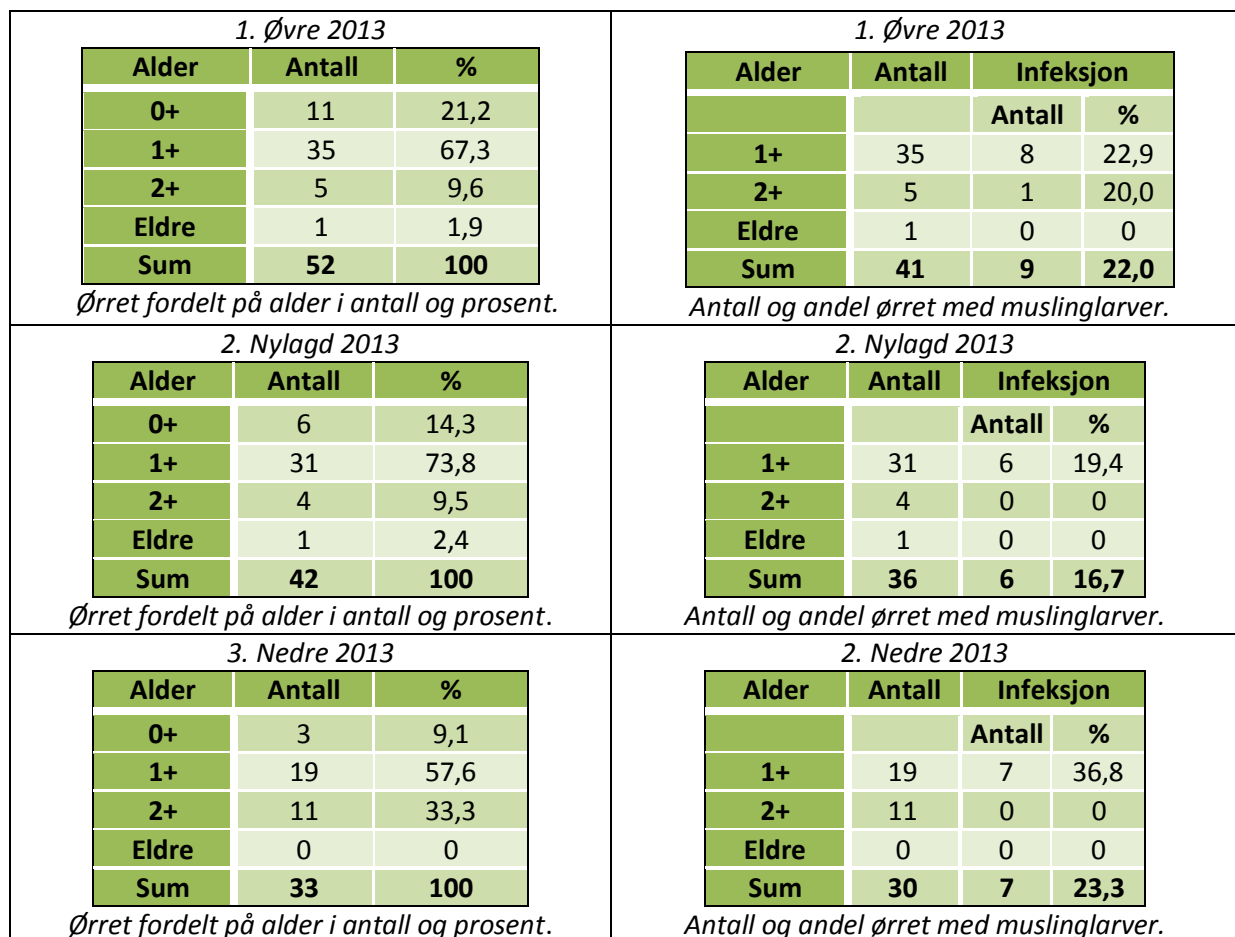 1. Øvre 2013
Alder Antall %
0+ 11 21,2
1+ 35 67,3
2+ 5 9,6
Eldre 1 1,9
Sum 52 100
Ørret fordelt på alder i antall og prosent.
1. Øvre 2013
Alder Antall Infeksjon
Antall %
1+ 35 8 22,9
2+ 5 1 20,0
Eldre 1 0 0
Sum 41 9 22,0
Antall og andel ørret med muslinglarver.
2. Nylagd 2013
Alder Antall %
0+ 6 14,3
1+ 31 73,8
2+ 4 9,5
Eldre 1 2,4
Sum 42 100
Ørret fordelt på alder i antall og prosent.
2. Nylagd 2013
Alder Antall Infeksjon
Antall %
1+ 31 6 19,4
2+ 4 0 0
Eldre 1 0 0
Sum 36 6 16,7
Antall og andel ørret med muslinglarver.
3. Nedre 2013
Alder Antall %
0+ 3 9,1
1+ 19 57,6
2+ 11 33,3
Eldre 0 0
Sum 33 100
Ørret fordelt på alder i antall og prosent.
2. Nedre 2013
Alder Antall Infeksjon
Antall %
1+ 19 7 36,8
2+ 11 0 0
Eldre 0 0 0
Sum 30 7 23,3
Antall og andel ørret med muslinglarver.